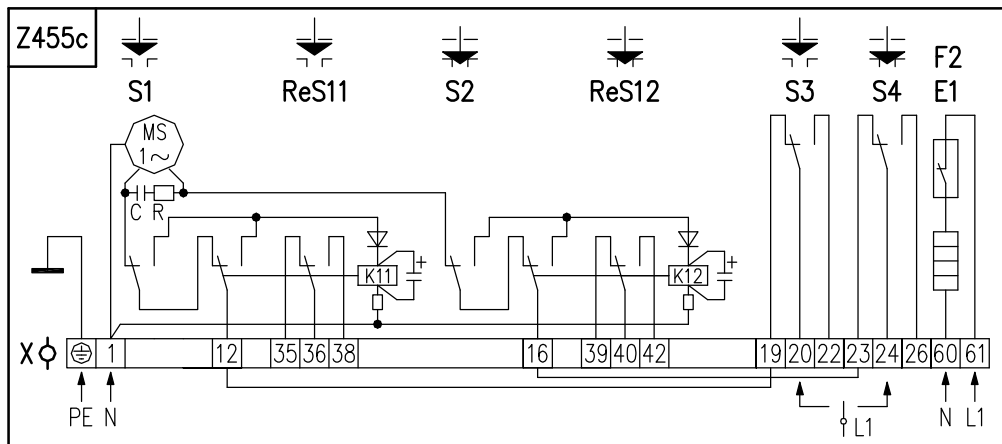 Z455c
S1 ReS11 S2 ReS12 S3 S4 F2
E1
MS
1~
C R
K11 + K12 +
X 1 12 35 36 38 16 39 40 42 19 20 22 23 24 26 60 61
PE N L1 N L1